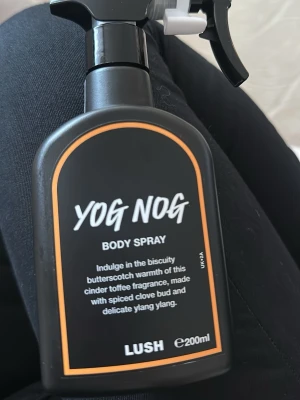 YOG NOG
BODY SPRAY
Indulge in the biscuity
butterscotch warmth of this
cinder toffee fragrance, made
with spiced clove bud and
delicate ylang ylang.
LUSH ℮200ml